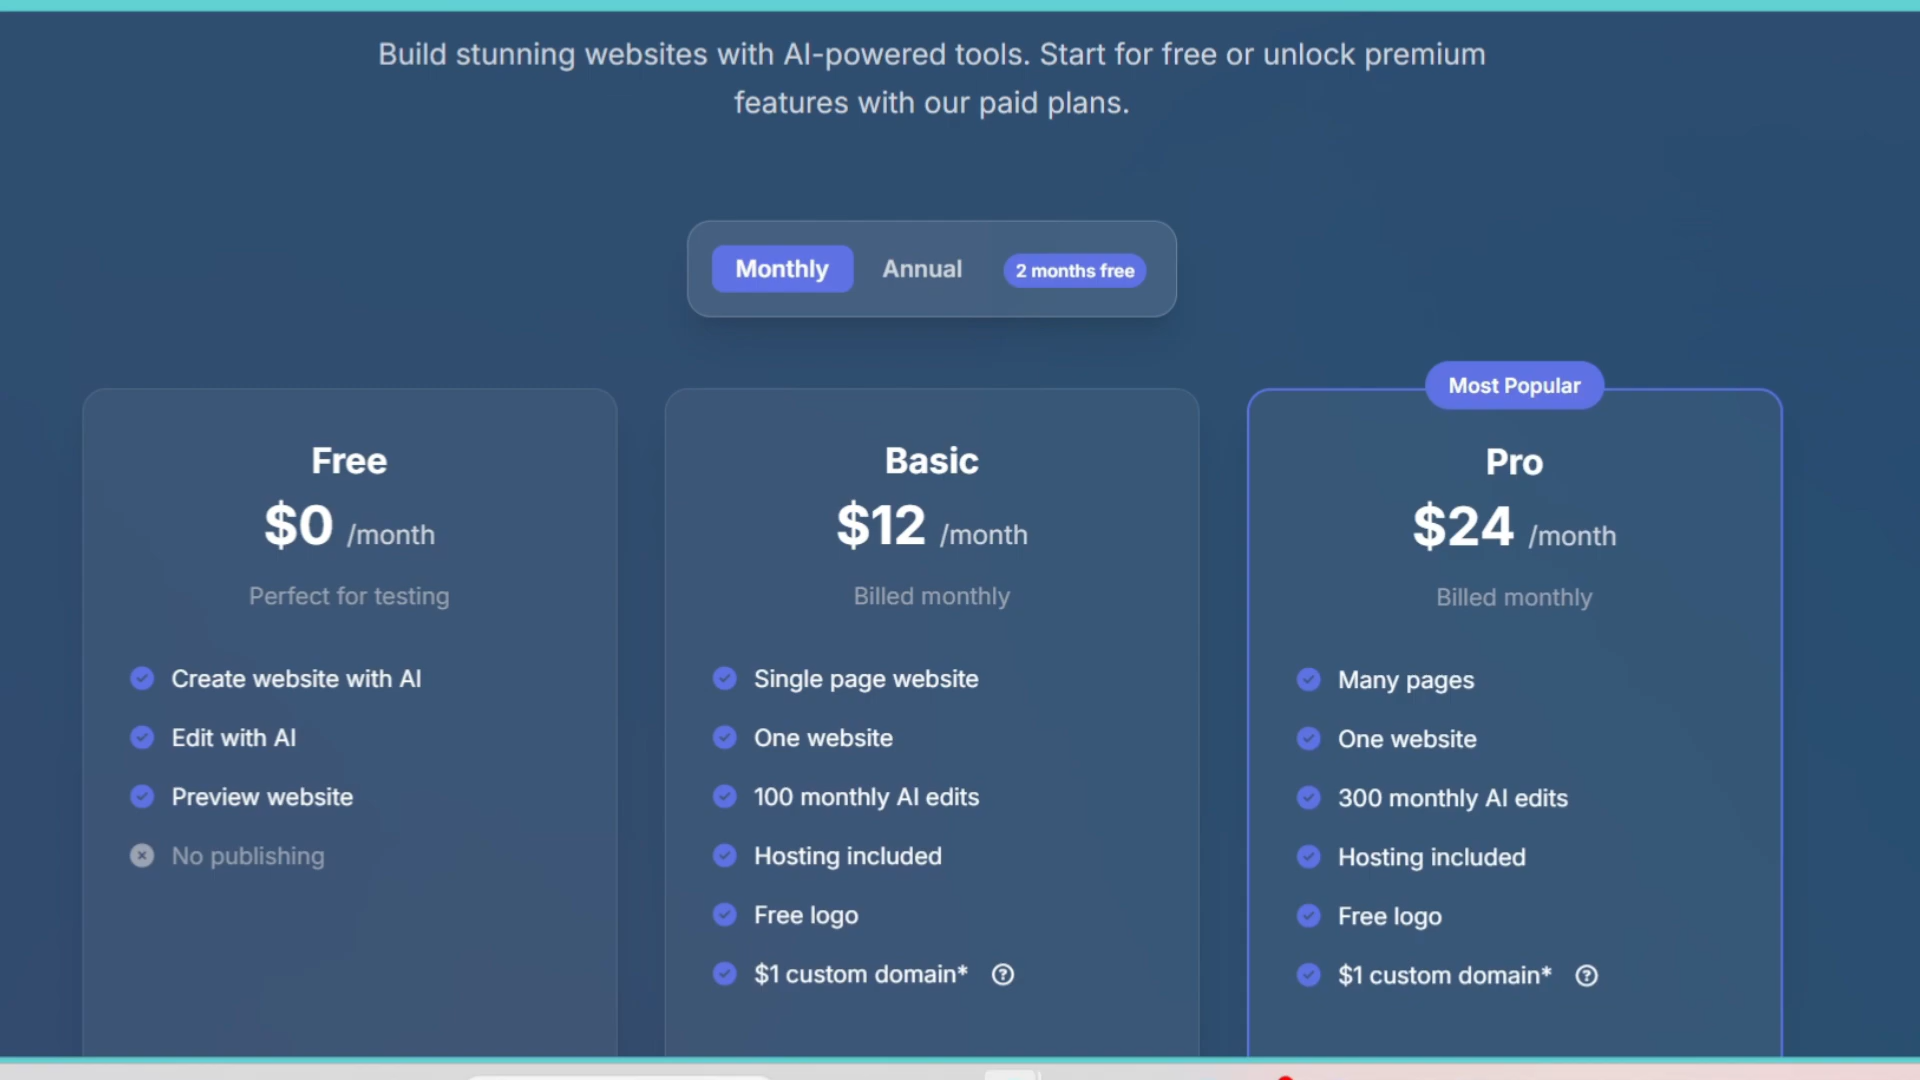 Build stunning websites with AI-powered tools. Start for free or unlock premium
features with our paid plans.
Monthly
Annual
2 months free
Free
$0 /month
Perfect for testing
Create website with AI
Edit with AI
Preview website
No publishing
Basic
$12 /month
Billed monthly
Single page website
One website
100 monthly AI edits
Hosting included
Free logo
$1 custom domain*
Most Popular
Pro
$24 /month
Billed monthly
Many pages
One website
300 monthly AI edits
Hosting included
Free logo
$1 custom domain*